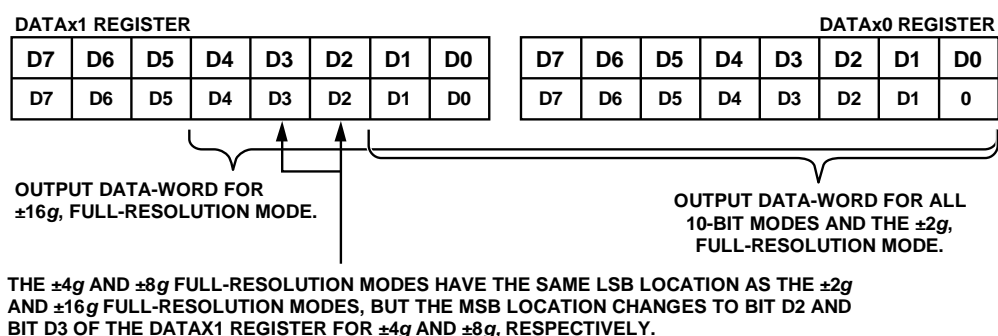 DATAx1 REGISTER
DATAx0 REGISTER
D7 D6 D5 D4 D3 D2 D1 D0 D7 D6 D5 D4 D3 D2 D1 D0
D7 D6 D5 D4 D3 D2 D1 D0 D7 D6 D5 D4 D3 D2 D1 0
OUTPUT DATA-WORD FOR
±16g, FULL-RESOLUTION MODE.
OUTPUT DATA-WORD FOR ALL
10-BIT MODES AND THE ±2g,
FULL-RESOLUTION MODE.
THE ±4g AND ±8g FULL-RESOLUTION MODES HAVE THE SAME LSB LOCATION AS THE ±2g
AND ±16g FULL-RESOLUTION MODES, BUT THE MSB LOCATION CHANGES TO BIT D2 AND
BIT D3 OF THE DATAX1 REGISTER FOR ±4g AND ±8g, RESPECTIVELY.